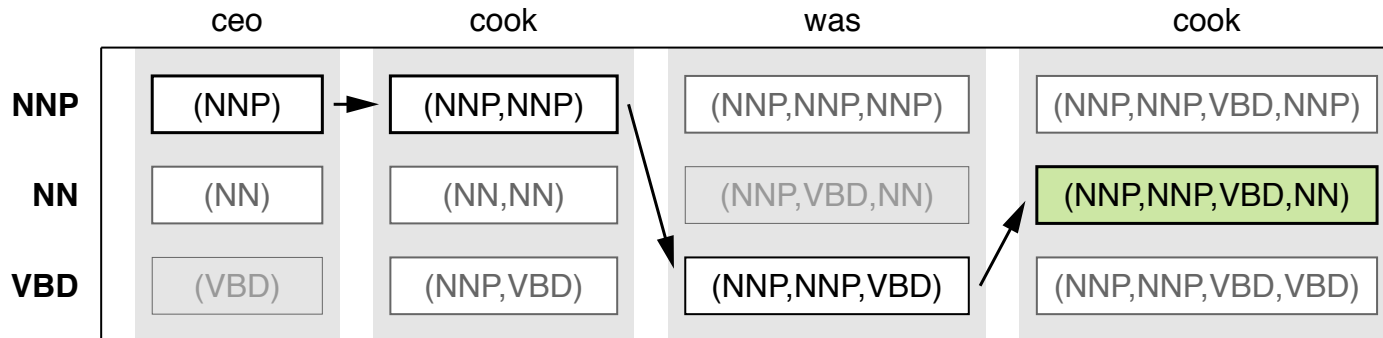 ceo cook was cook
NNP (NNP) (NNP,NNP) (NNP,NNP,NNP) (NNP,NNP,VBD,NNP)
NN (NN) (NN,NN) (NNP,VBD,NN) (NNP,NNP,VBD,NN)
VBD (VBD) (NNP,VBD) (NNP,NNP,VBD) (NNP,NNP,VBD,VBD)